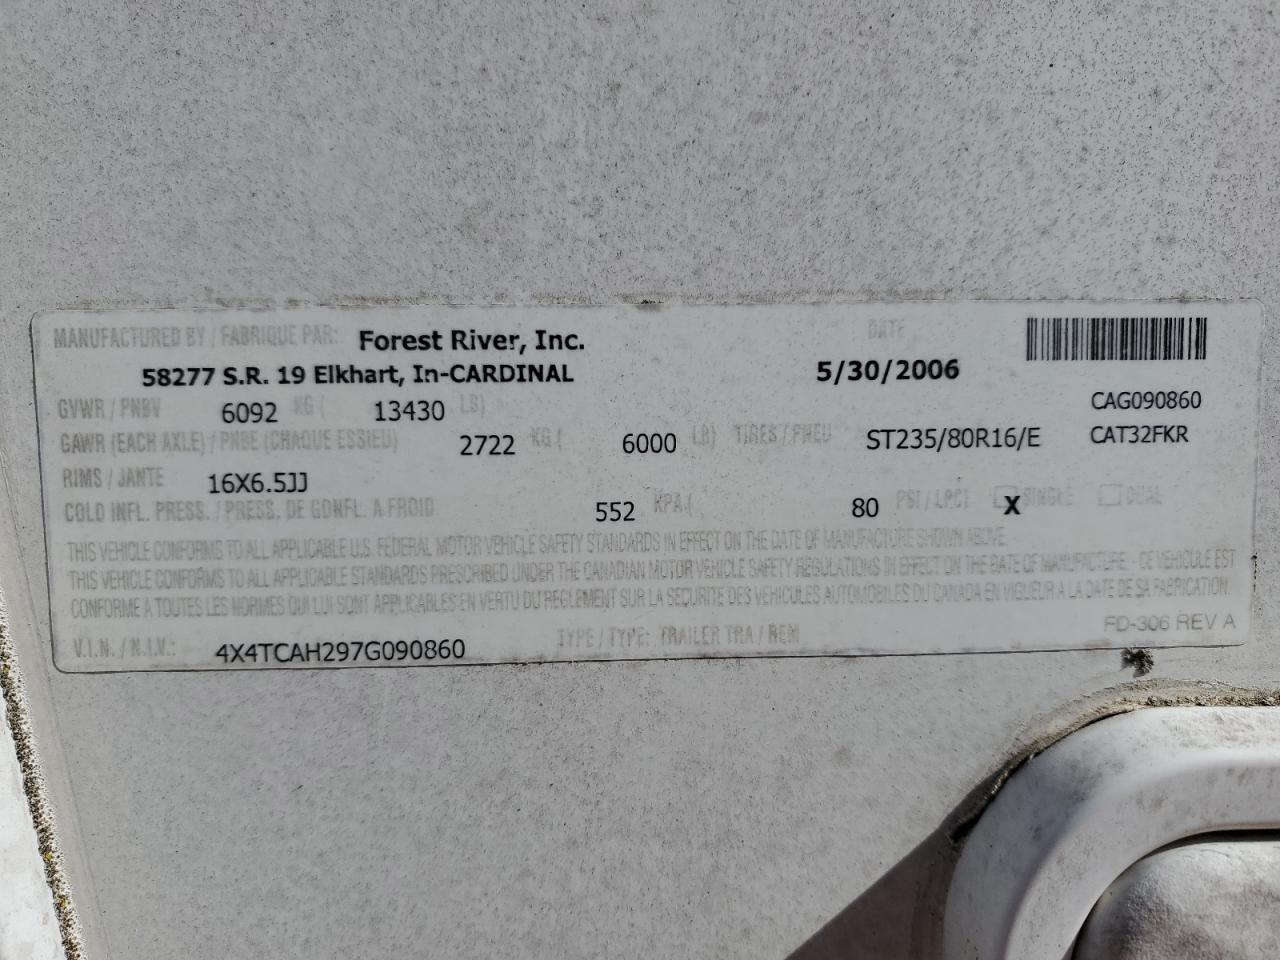 MANUFACTURED BY / FABRIQUE PAR: Forest River, Inc. DATE
58277 S.R. 19 Elkhart, In-CARDINAL 5/30/2006
GVWR / PNBV 6092 KG ( 13430 LB) CAG090860
GAWR (EACH AXLE) / PNBE (CHAQUE ESSIEU) 2722 KG ( 6000 LB) TIRES / PNEU ST235/80R16/E CAT32FKR
RIMS / JANTE 16X6.5JJ
COLD INFL. PRESS. / PRESS. DE GONFL. A FROID 552 KPA ( 80 PSI / LPC) X SINGLE DUAL
THIS VEHICLE CONFORMS TO ALL APPLICABLE U.S. FEDERAL MOTOR VEHICLE SAFETY STANDARDS IN EFFECT ON THE DATE OF MANUFACTURE SHOWN ABOVE.
THIS VEHICLE CONFORMS TO ALL APPLICABLE STANDARDS PRESCRIBED UNDER THE CANADIAN MOTOR VEHICLE SAFETY REGULATIONS IN EFFECT ON THE DATE OF MANUFACTURE - CE VEHICULE EST
CONFORME A TOUTES LES NORMES QUI LUI SONT APPLICABLES EN VERTU DU REGLEMENT SUR LA SECURITE DES VEHICULES AUTOMOBILES DU CANADA EN VIGUEUR A LA DATE DE SA FABRICATION.
V.I.N. / N.I.V.: 4X4TCAH297G090860 TYPE / TYPE: TRAILER TRA / REM FD-306 REV A